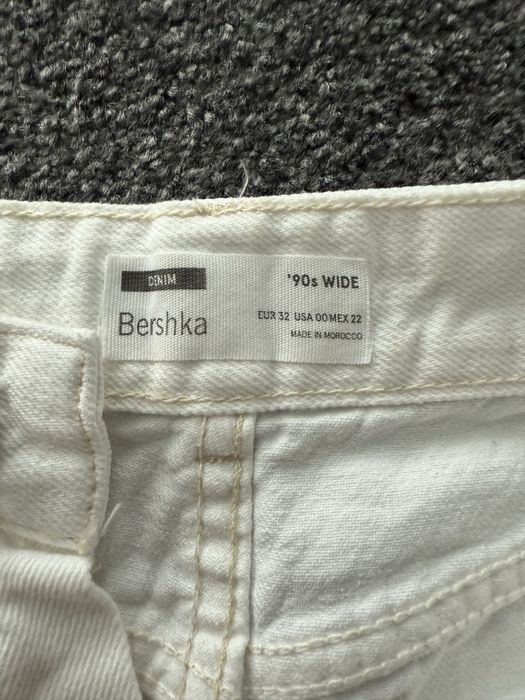 DENIM
'90s WIDE
Bershka
EUR 32 USA 00 MEX 22
MADE IN MOROCCO